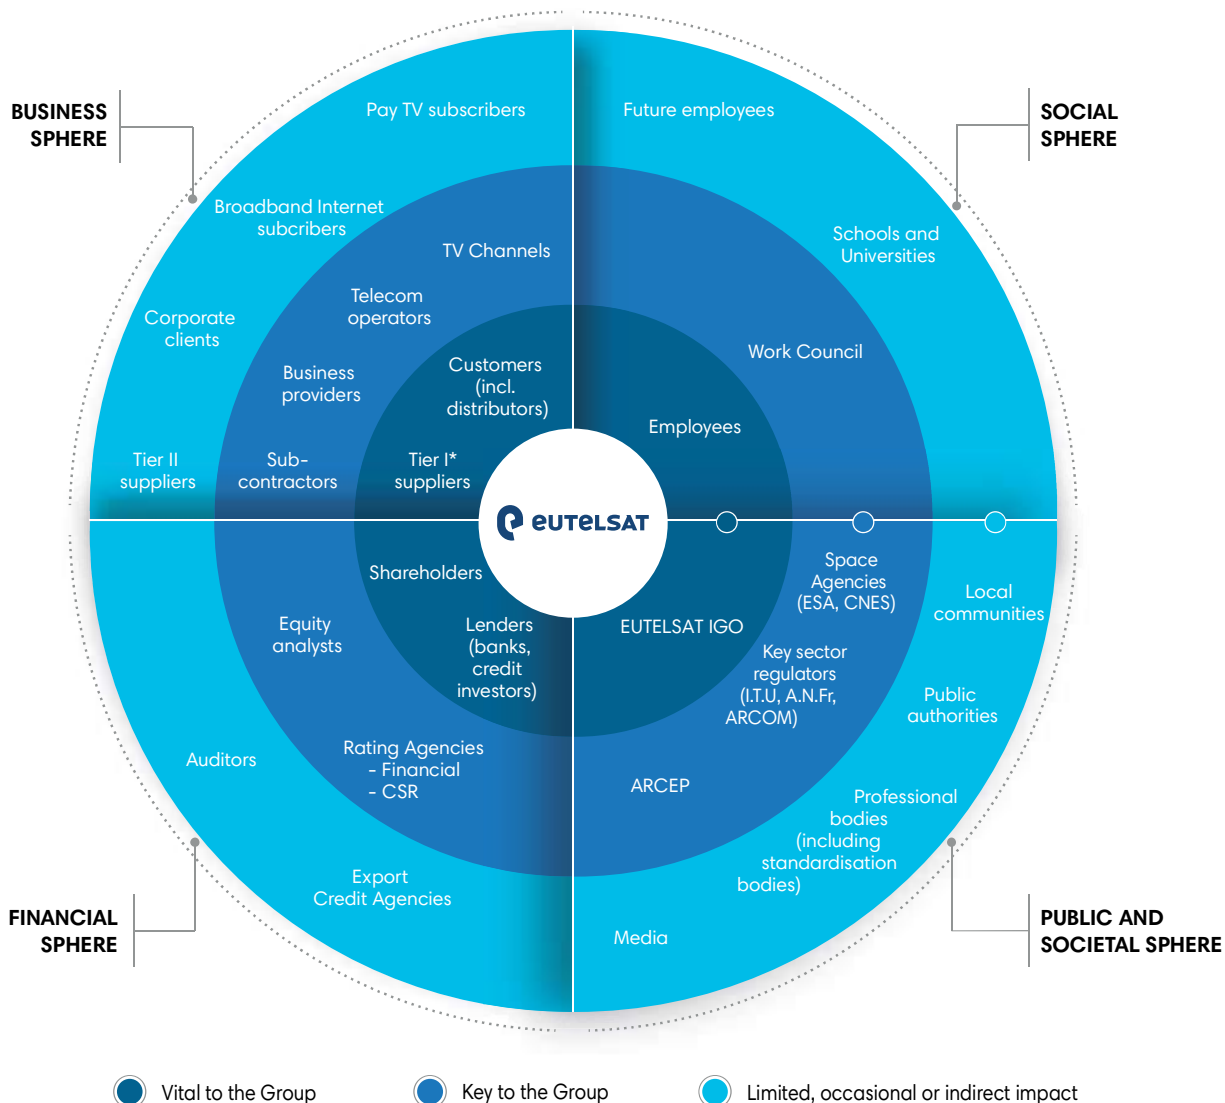 BUSINESS
SPHERE
Pay TV subscribers
Broadband Internet
subcribers
Corporate
clients
Tier II
suppliers
TV Channels
Telecom
operators
Business
providers
Sub-
contractors
Customers
(incl.
distributors)
Tier I*
suppliers
SOCIAL
SPHERE
Future employees
Schools and
Universities
Work Council
Employees
eutelsat
FINANCIAL
SPHERE
Shareholders
Lenders
(banks,
credit
investors)
Equity
analysts
Rating Agencies
- Financial
- CSR
Auditors
Export
Credit Agencies
PUBLIC AND
SOCIETAL SPHERE
EUTELSAT IGO
Space
Agencies
(ESA, CNES)
Key sector
regulators
(I.T.U, A.N.Fr,
ARCOM)
ARCEP
Local
communities
Public
authorities
Professional
bodies
(including
standardisation
bodies)
Media
Vital to the Group
Key to the Group
Limited, occasional or indirect impact